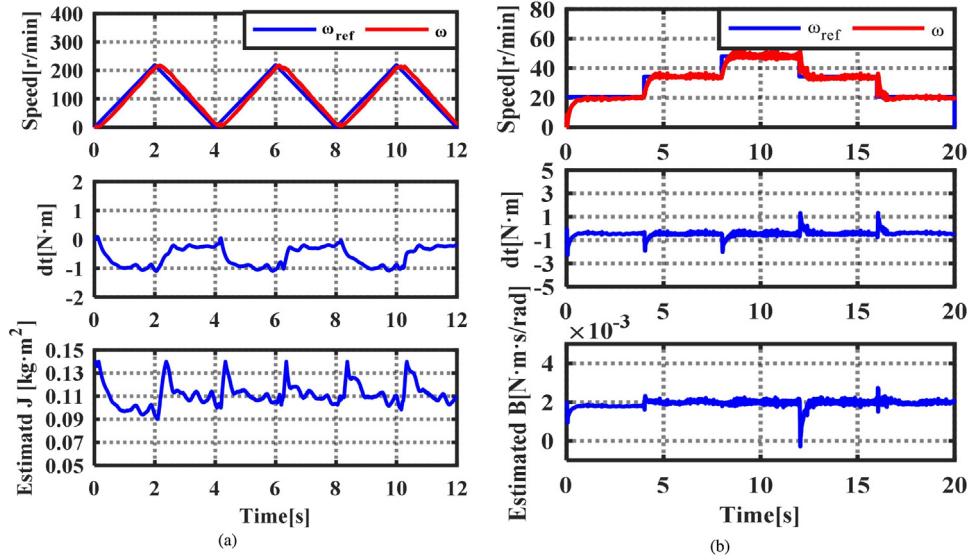 400
300
200
100
0
Speed[r/min]
ω_ref ω
0 2 4 6 8 10 12
2
1
0
-1
-2
dt[N·m]
0 2 4 6 8 10 12
0.15
0.13
0.11
0.09
0.07
0.05
Estimatd J [kg·m²]
0 2 4 6 8 10 12
Time[s]
(a)
80
60
40
20
0
Speed[r/min]
ω_ref ω
0 5 10 15 20
5
3
1
-1
-3
-5
dt[N·m]
0 5 10 15 20
×10⁻³
4
2
0
Estimated B[N·m·s/rad]
0 5 10 15 20
Time[s]
(b)